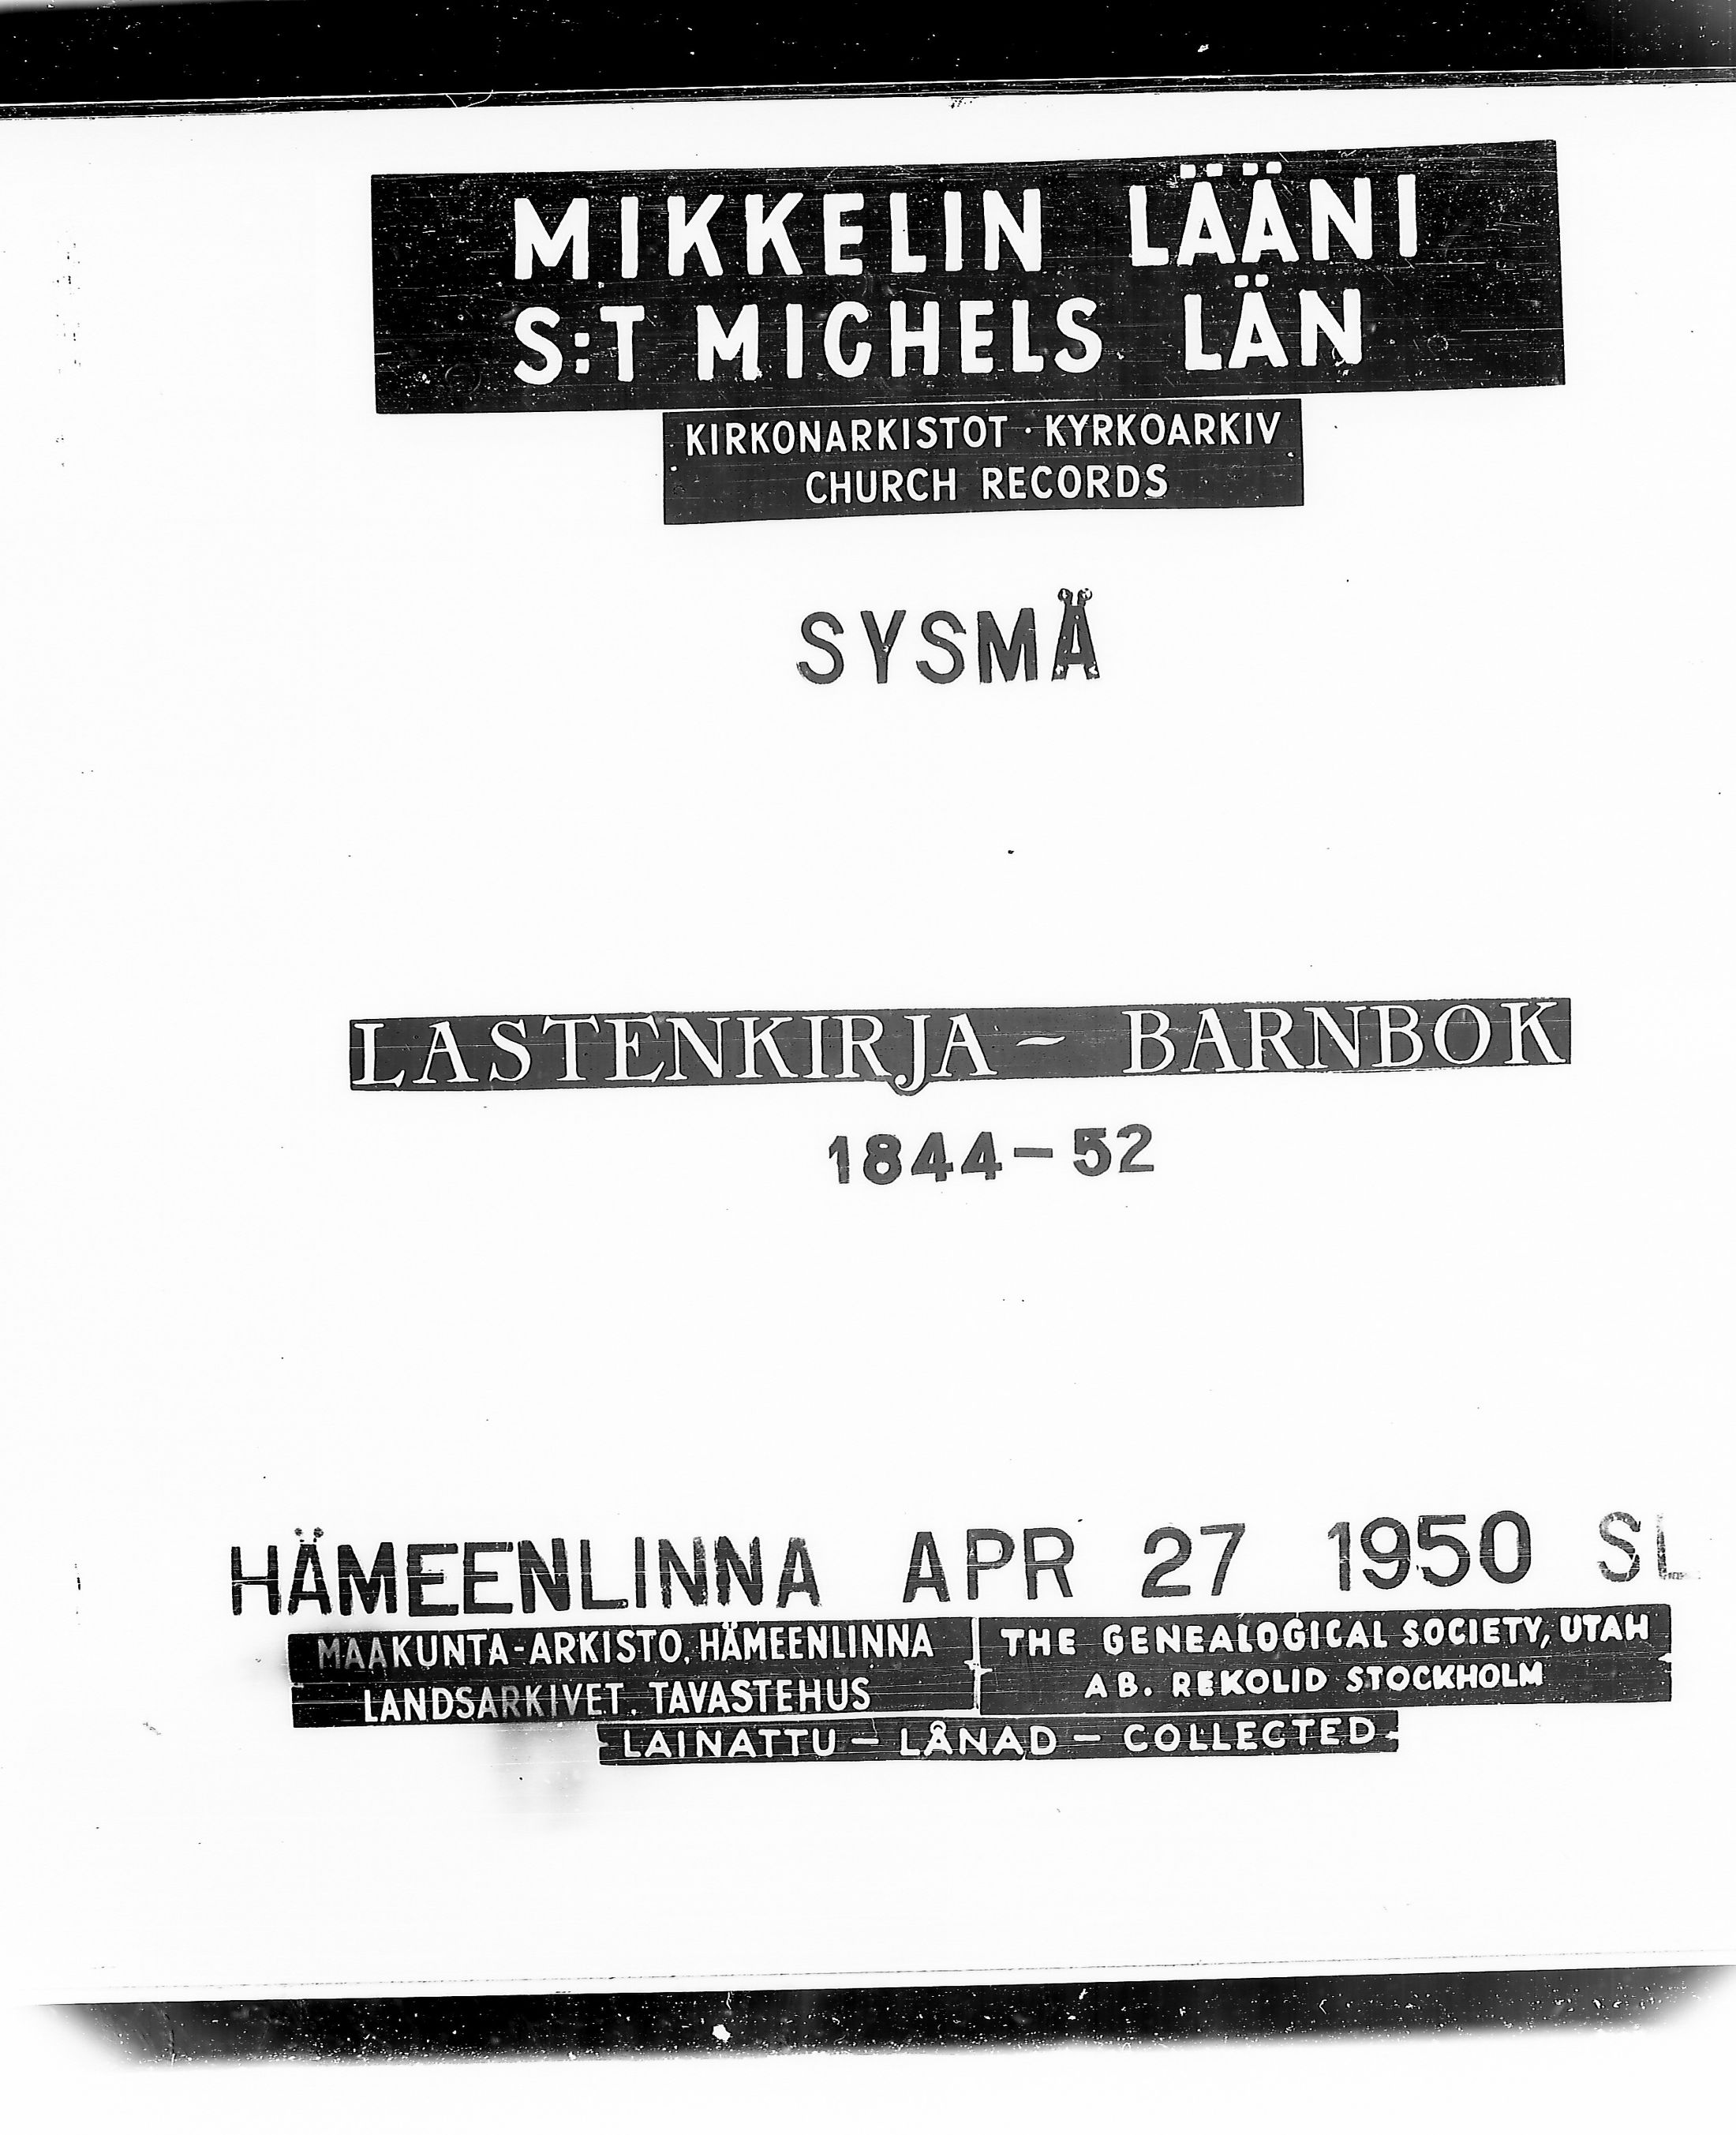 MIKKELIN LÄÄNI
S:T MICHELS LÄN
KIRKONARKISTOT · KYRKOARKIV
CHURCH RECORDS
SYSMÄ
LASTENKIRJA – BARNBOK
1844–52
HÄMEENLINNA APR 27 1950 SL
MAAKUNTA-ARKISTO, HÄMEENLINNA
LANDSARKIVET, TAVASTEHUS
THE GENEALOGICAL SOCIETY, UTAH
AB. REKOLID STOCKHOLM
LAINATTU – LÅNAD – COLLECTED